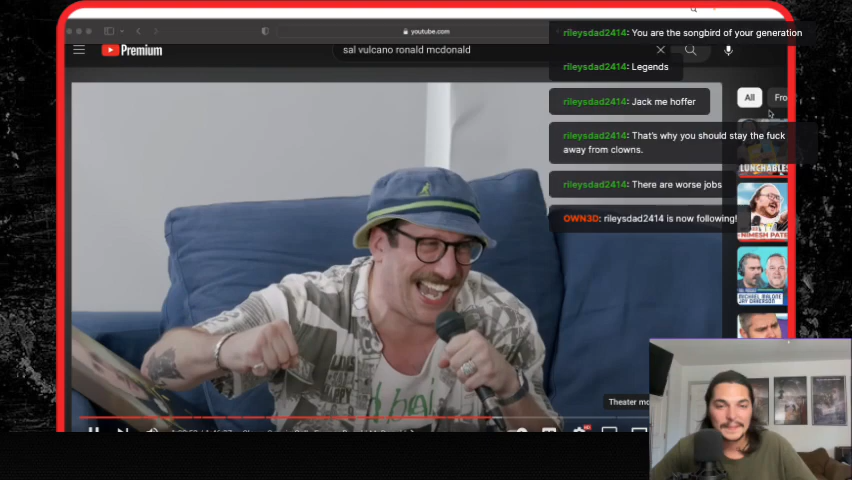 youtube.com
rileysdad2414: You are the songbird of your generation
Premium
sal vulcano ronald mcdonald
rileysdad2414: Legends
All
Fro
rileysdad2414: Jack me hoffer
rileysdad2414: That's why you should stay the fuck
away from clowns.
LUNCHABLES
rileysdad2414: There are worse jobs
OWN3D: rileysdad2414 is now following!
NIMESH PATE
MICHAEL MALONE
Theater mo